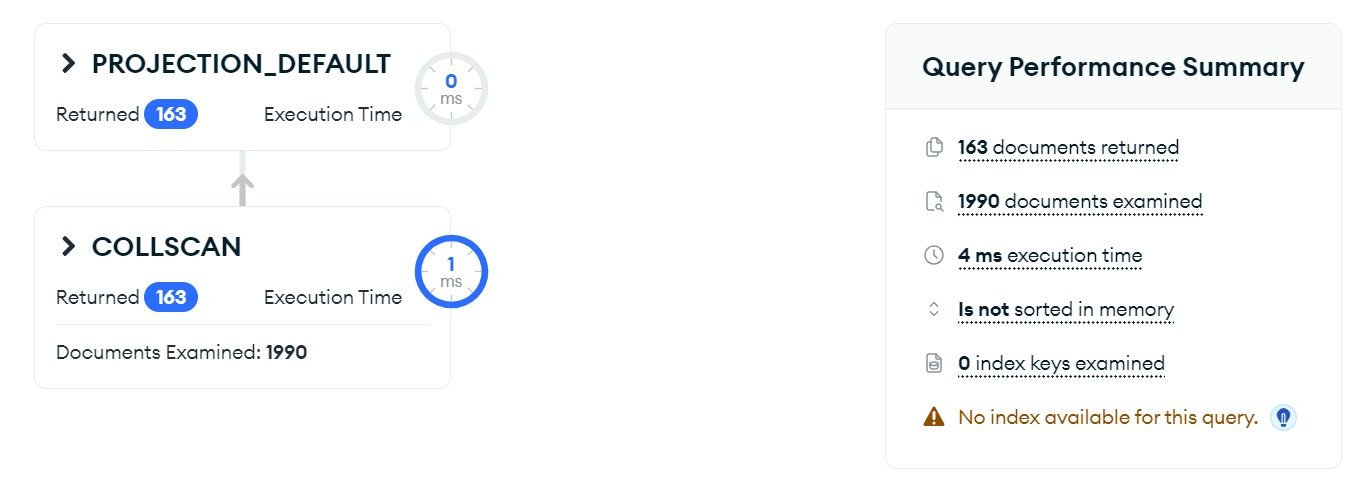 PROJECTION_DEFAULT
Returned 163 Execution Time
0
ms
COLLSCAN
Returned 163 Execution Time
1
ms
Documents Examined: 1990
Query Performance Summary
163 documents returned
1990 documents examined
4 ms execution time
Is not sorted in memory
0 index keys examined
No index available for this query.